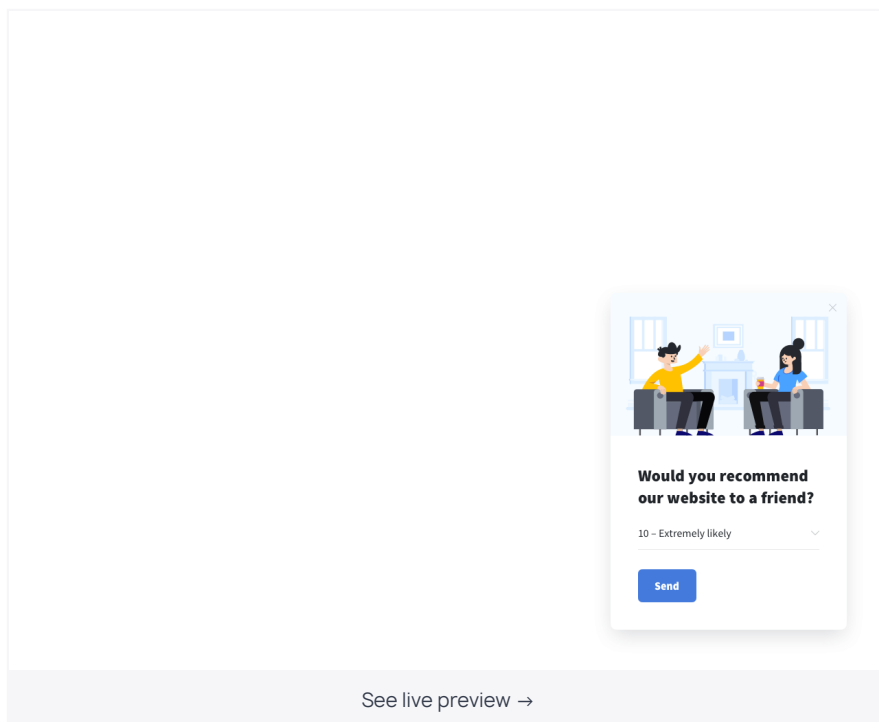 Would you recommend
our website to a friend?
10 – Extremely likely
Send
See live preview →